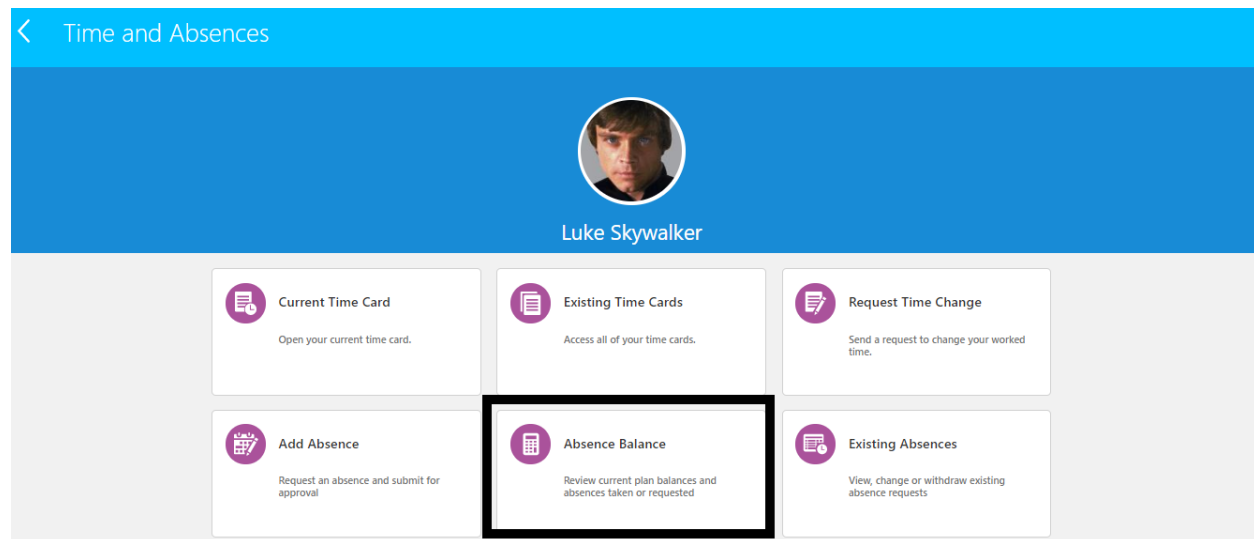 Time and Absences
Luke Skywalker
Current Time Card
Open your current time card.
Existing Time Cards
Access all of your time cards.
Request Time Change
Send a request to change your worked
time.
Add Absence
Request an absence and submit for
approval
Absence Balance
Review current plan balances and
absences taken or requested
Existing Absences
View, change or withdraw existing
absence requests